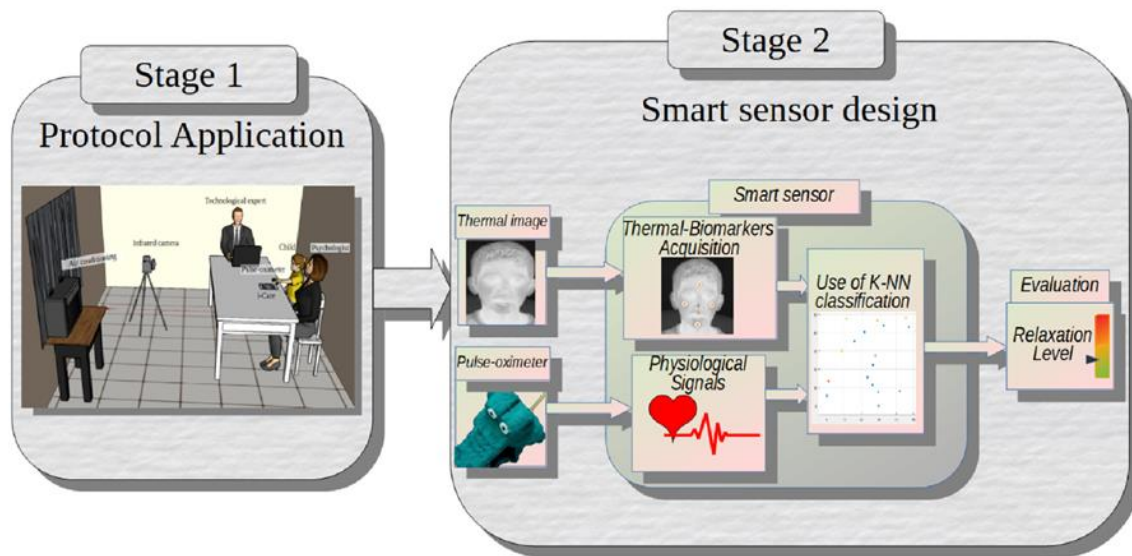 Stage 1
Protocol Application
Technological expert
Infrared camera
Child
Psychologist
Air conditioning
Pulse-oximeter
i-Care
Stage 2
Smart sensor design
Thermal image
Pulse-oximeter
Smart sensor
Thermal-Biomarkers
Acquisition
Physiological
Signals
Use of K-NN
classification
Evaluation
Relaxation
Level